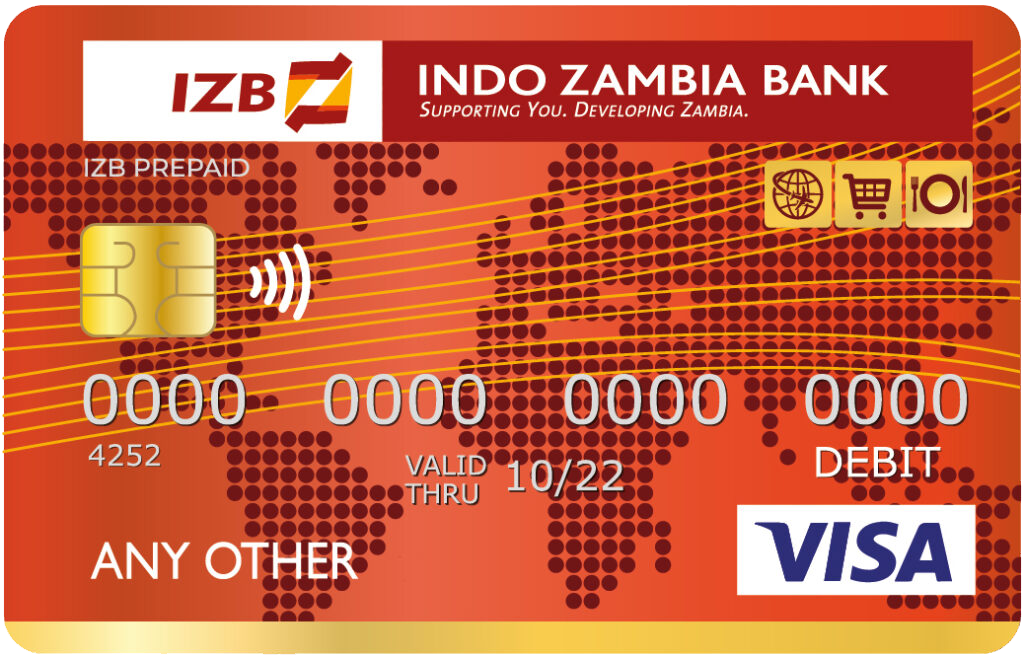 IZB
INDO ZAMBIA BANK
SUPPORTING YOU. DEVELOPING ZAMBIA.
IZB PREPAID
0000 0000 0000 0000
4252
VALID THRU 10/22
DEBIT
ANY OTHER
VISA